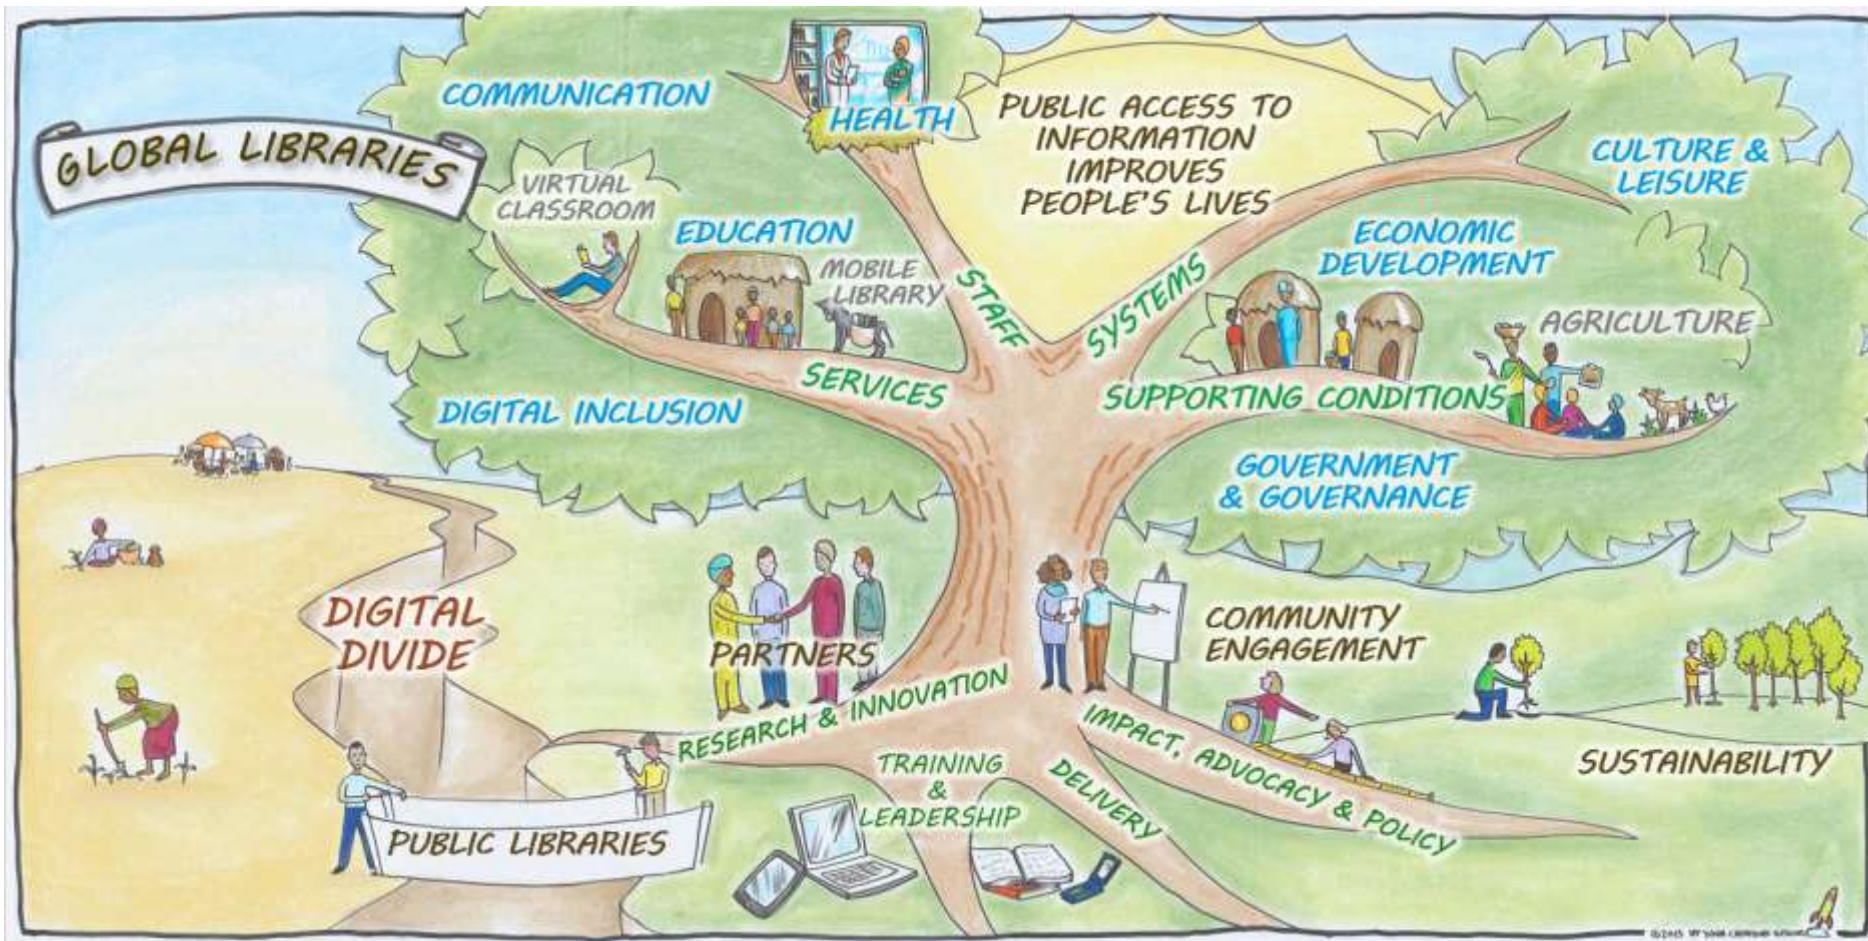 GLOBAL LIBRARIES
COMMUNICATION
HEALTH
PUBLIC ACCESS TO
INFORMATION
IMPROVES
PEOPLE'S LIVES
CULTURE &
LEISURE
VIRTUAL
CLASSROOM
EDUCATION
MOBILE
LIBRARY
ECONOMIC
DEVELOPMENT
AGRICULTURE
STAFF
SYSTEMS
SERVICES
SUPPORTING CONDITIONS
DIGITAL INCLUSION
GOVERNMENT
& GOVERNANCE
DIGITAL
DIVIDE
PARTNERS
COMMUNITY
ENGAGEMENT
RESEARCH & INNOVATION
IMPACT, ADVOCACY & POLICY
TRAINING
&
LEADERSHIP
DELIVERY
SUSTAINABILITY
PUBLIC LIBRARIES